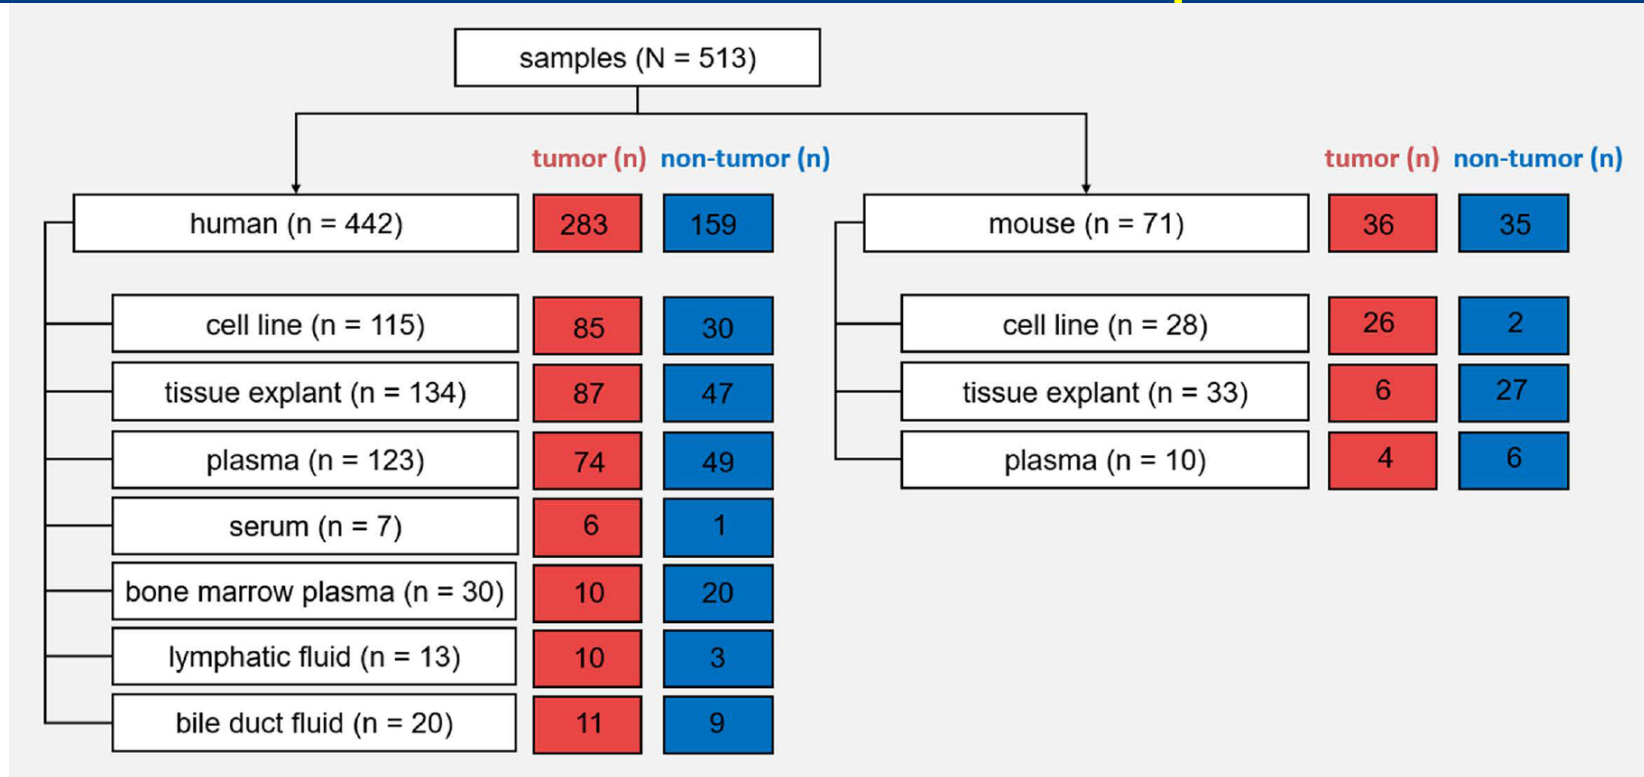 samples (N = 513)
tumor (n) non-tumor (n) tumor (n) non-tumor (n)
human (n = 442) 283 159 mouse (n = 71) 36 35
cell line (n = 115) 85 30 cell line (n = 28) 26 2
tissue explant (n = 134) 87 47 tissue explant (n = 33) 6 27
plasma (n = 123) 74 49 plasma (n = 10) 4 6
serum (n = 7) 6 1
bone marrow plasma (n = 30) 10 20
lymphatic fluid (n = 13) 10 3
bile duct fluid (n = 20) 11 9